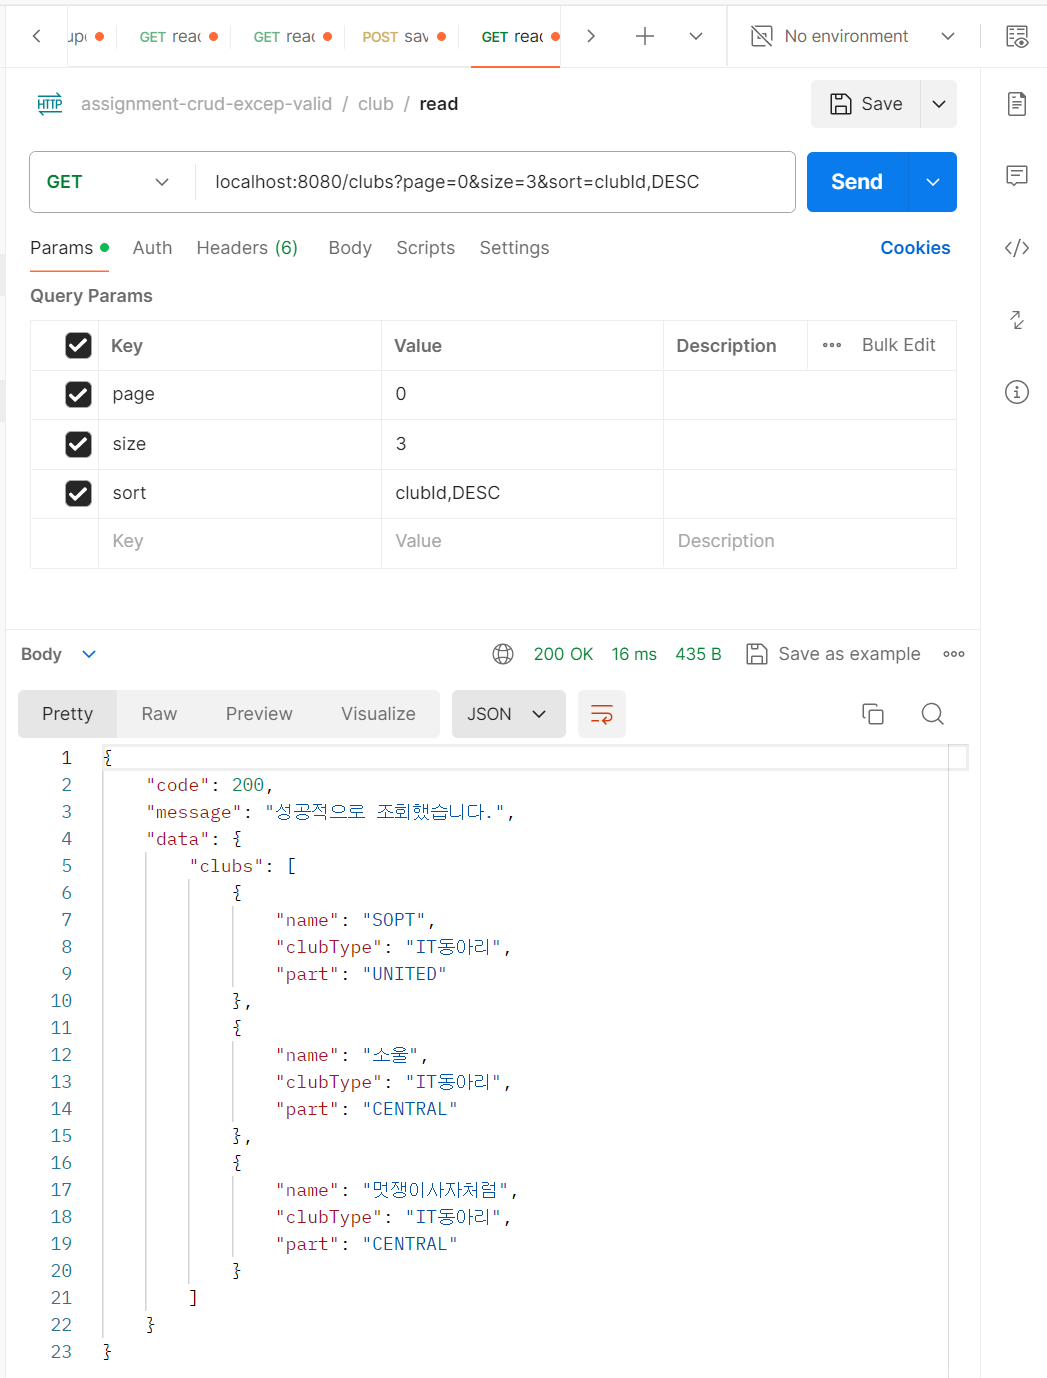 GET
GET
POST
GET
No environment
HTTP assignment-crud-excep-valid / club / read
Save
GET localhost:8080/clubs?page=0&size=3&sort=clubId,DESC Send
Params Auth Headers (6) Body Scripts Settings Cookies
Query Params
Key Value Description Bulk Edit
page 0
size 3
sort clubId,DESC
Key Value Description
Body 200 OK 16 ms 435 B Save as example
Pretty Raw Preview Visualize JSON
1 {
2 "code": 200,
3 "message": "성공적으로 조회했습니다.",
4 "data": {
5 "clubs": [
6 {
7 "name": "SOPT",
8 "clubType": "IT동아리",
9 "part": "UNITED"
10 },
11 {
12 "name": "소울",
13 "clubType": "IT동아리",
14 "part": "CENTRAL"
15 },
16 {
17 "name": "멋쟁이사자처럼",
18 "clubType": "IT동아리",
19 "part": "CENTRAL"
20 }
21 ]
22 }
23 }